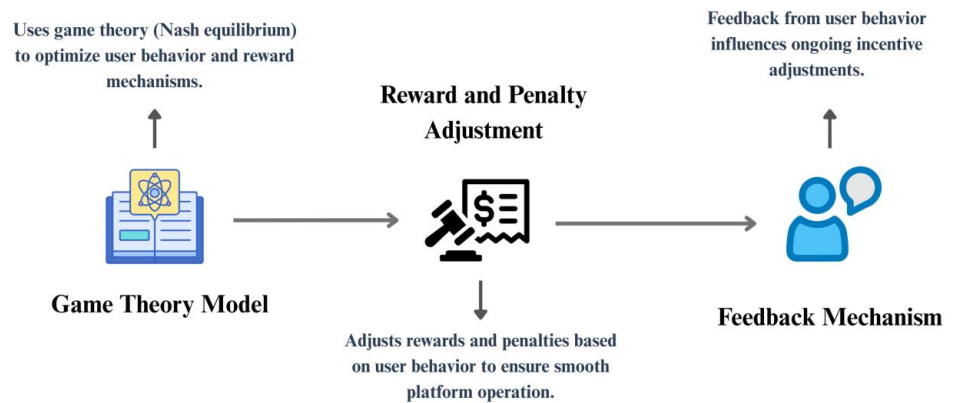 Uses game theory (Nash equilibrium)
to optimize user behavior and reward
mechanisms.
Game Theory Model
Reward and Penalty
Adjustment
$
Adjusts rewards and penalties based
on user behavior to ensure smooth
platform operation.
Feedback from user behavior
influences ongoing incentive
adjustments.
Feedback Mechanism